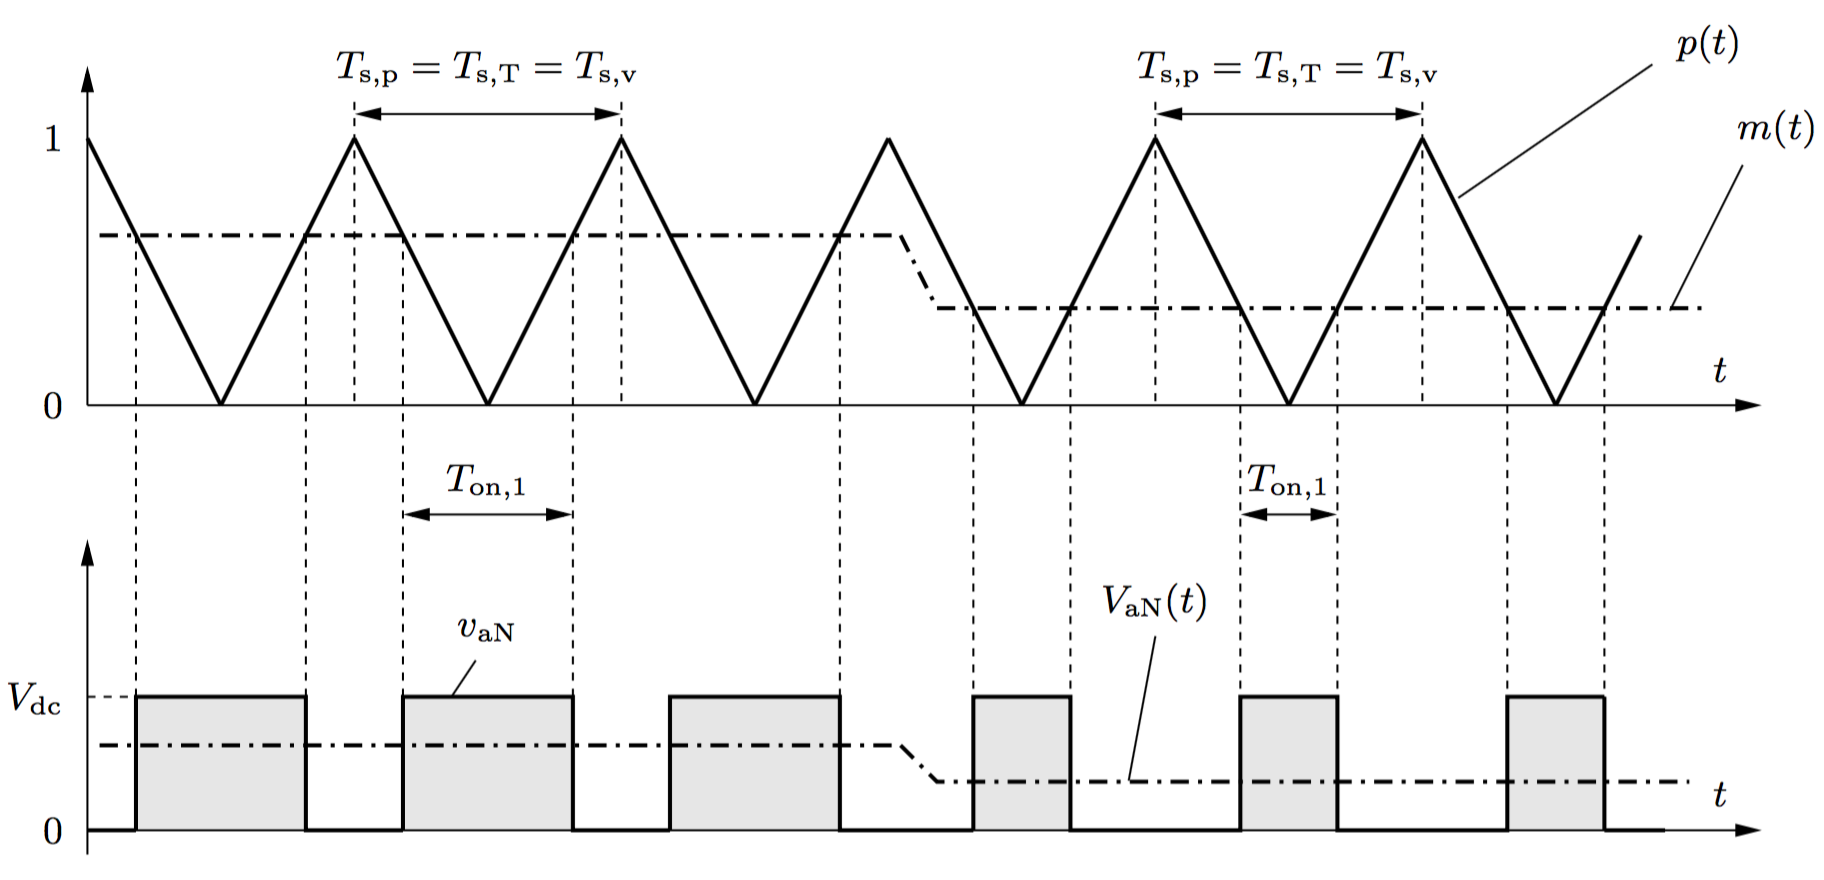 T_{s,p} = T_{s,T} = T_{s,v}
T_{s,p} = T_{s,T} = T_{s,v}
p(t)
m(t)
1
t
0
T_{on,1}
T_{on,1}
V_{aN}(t)
v_{aN}
V_{dc}
t
0